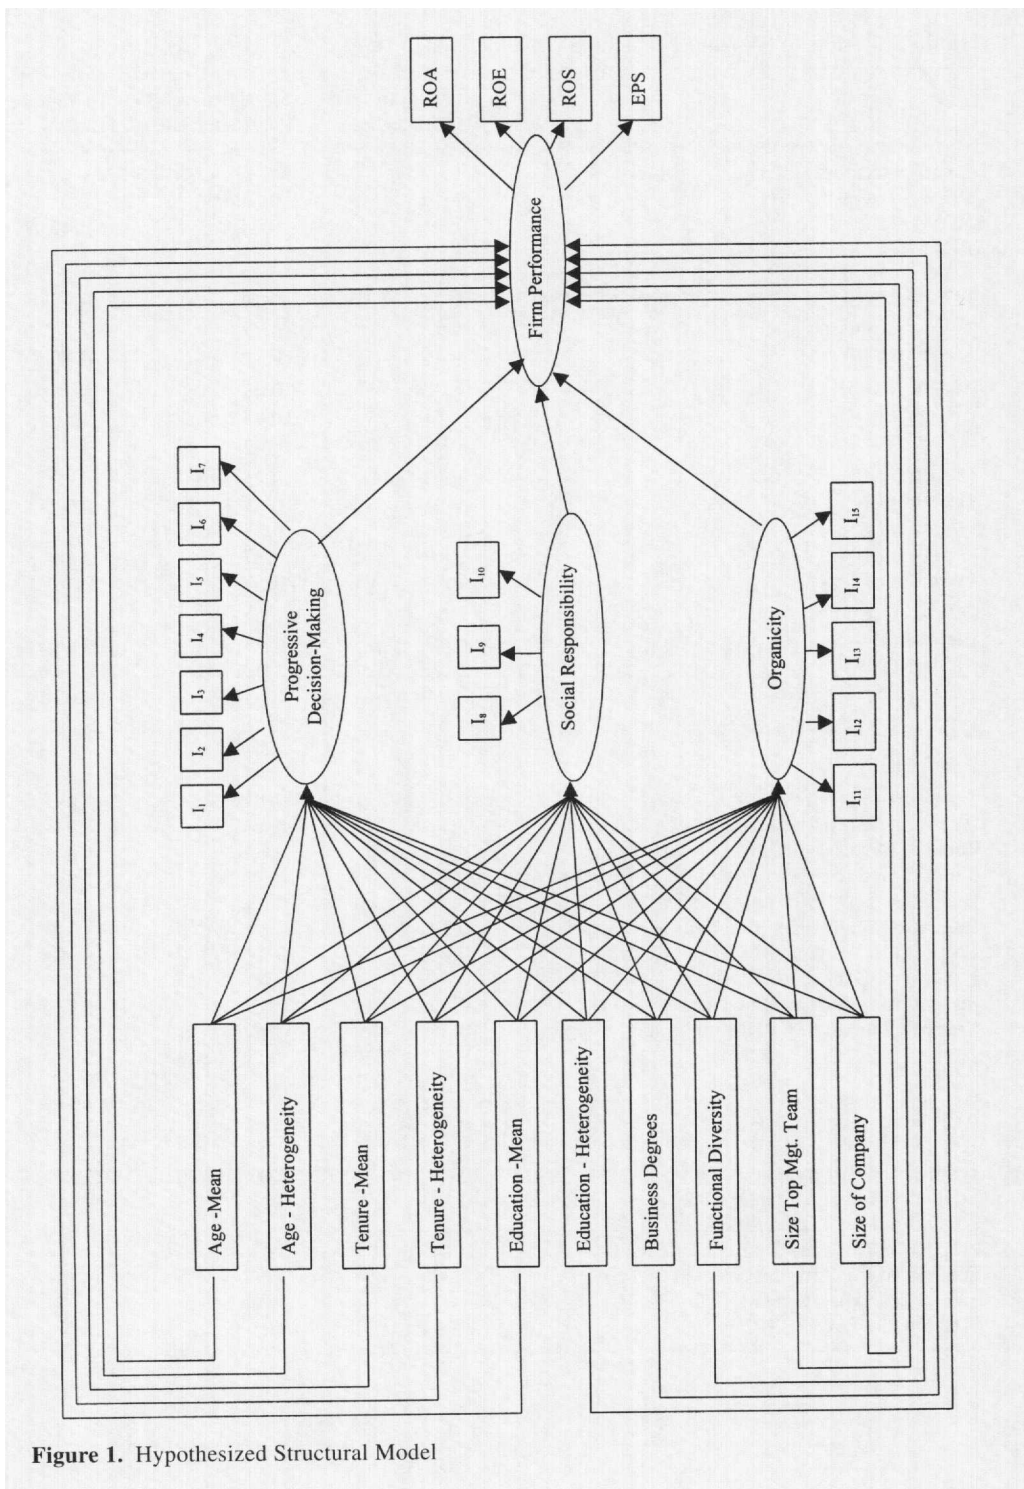 ROA
ROE
ROS
EPS
Firm Performance
I₇
I₆
I₅
I₄
I₃
I₂
I₁
Progressive
Decision-Making
I₁₀
I₉
I₈
Social Responsibility
I₁₅
I₁₄
I₁₃
I₁₂
I₁₁
Organicity
Age -Mean
Age - Heterogeneity
Tenure -Mean
Tenure - Heterogeneity
Education -Mean
Education - Heterogeneity
Business Degrees
Functional Diversity
Size Top Mgt. Team
Size of Company
Figure 1. Hypothesized Structural Model